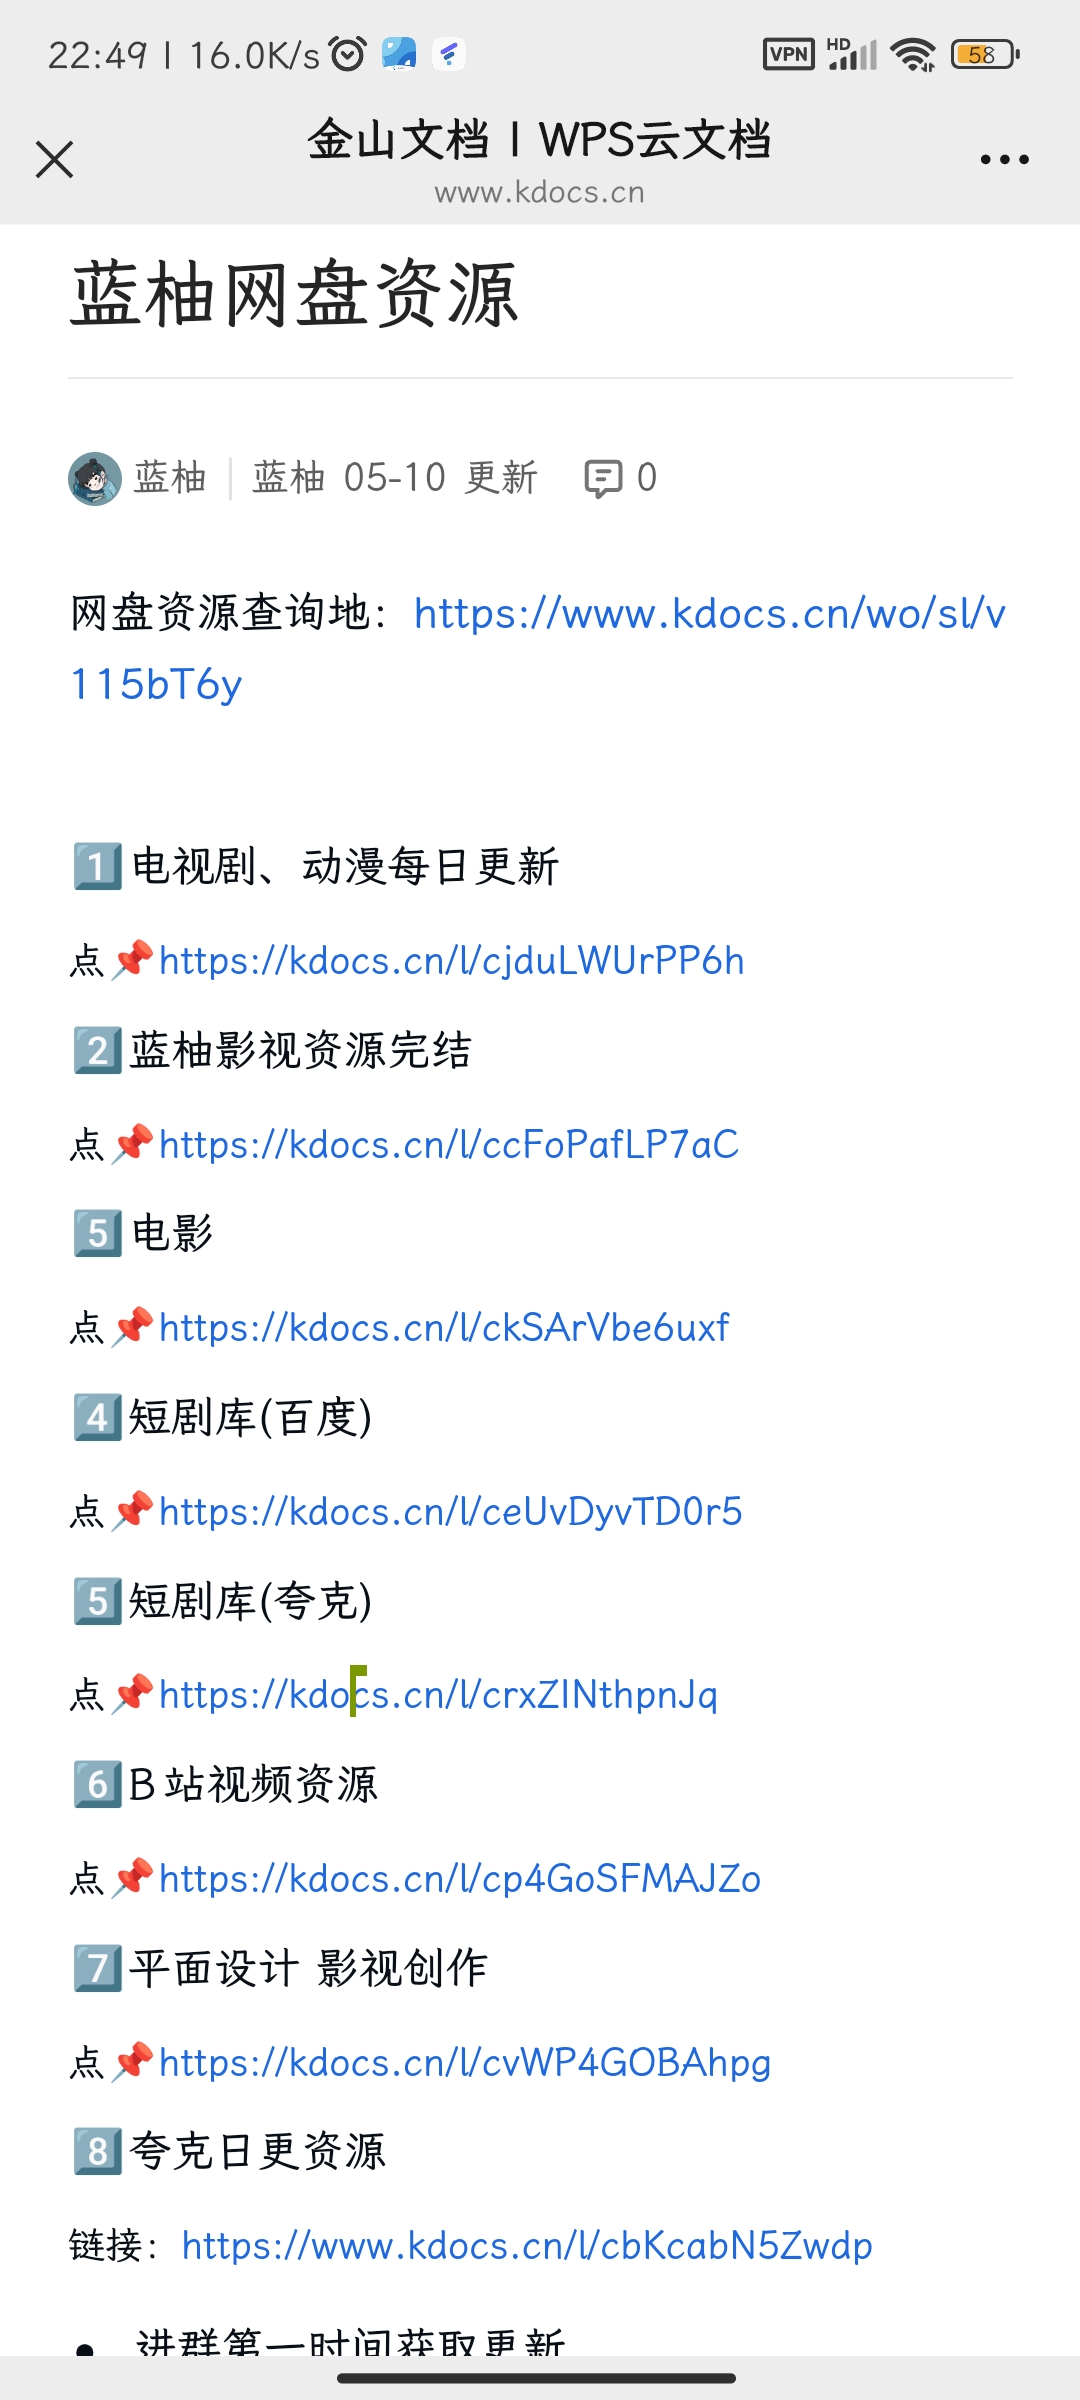 22:49 | 16.0K/s
VPN HD 58
金山文档 | WPS云文档
www.kdocs.cn
蓝柚网盘资源
蓝柚 | 蓝柚 05-10 更新 0
网盘资源查询地：https://www.kdocs.cn/wo/sl/v
115bT6y
1️⃣电视剧、动漫每日更新
点📌https://kdocs.cn/l/cjduLWUrPP6h
2️⃣蓝柚影视资源完结
点📌https://kdocs.cn/l/ccFoPafLP7aC
5️⃣电影
点📌https://kdocs.cn/l/ckSArVbe6uxf
4️⃣短剧库(百度)
点📌https://kdocs.cn/l/ceUvDyvTD0r5
5️⃣短剧库(夸克)
点📌https://kdocs.cn/l/crxZINthpnJq
6️⃣B站视频资源
点📌https://kdocs.cn/l/cp4GoSFMAJZo
7️⃣平面设计 影视创作
点📌https://kdocs.cn/l/cvWP4GOBAhpg
8️⃣夸克日更资源
链接：https://www.kdocs.cn/l/cbKcabN5Zwdp
• 进群第一时间获取更新